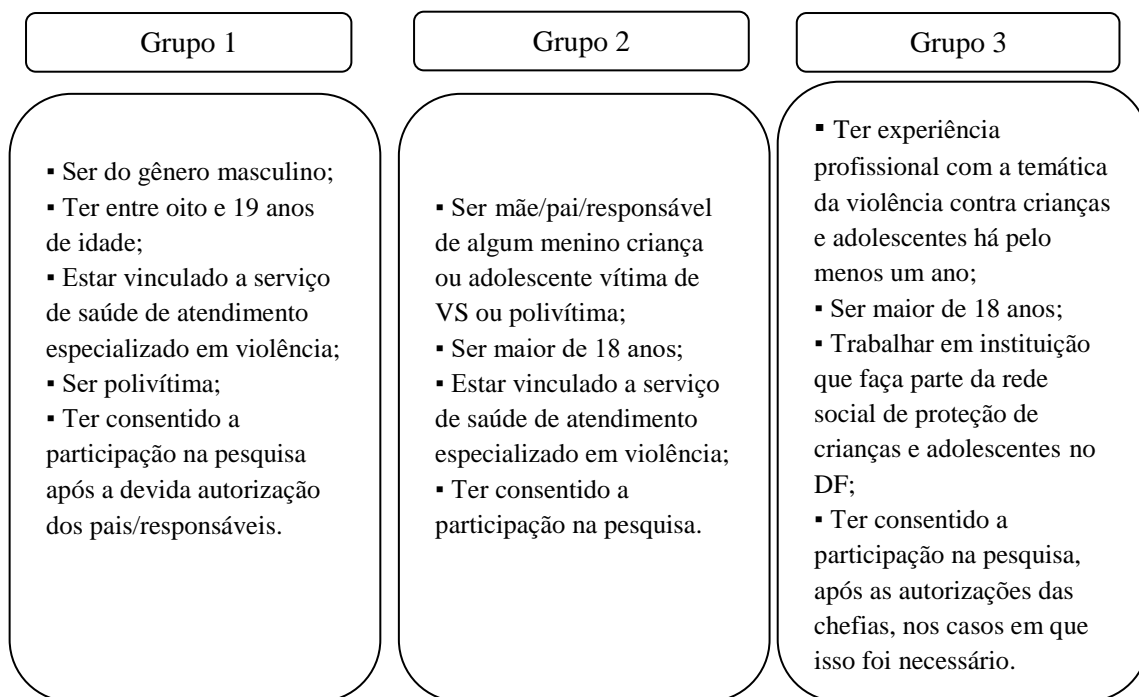 Grupo 1
▪ Ser do gênero masculino;
▪ Ter entre oito e 19 anos
de idade;
▪ Estar vinculado a serviço
de saúde de atendimento
especializado em violência;
▪ Ser polivítima;
▪ Ter consentido a
participação na pesquisa
após a devida autorização
dos pais/responsáveis.
Grupo 2
▪ Ser mãe/pai/responsável
de algum menino criança
ou adolescente vítima de
VS ou polivítima;
▪ Ser maior de 18 anos;
▪ Estar vinculado a serviço
de saúde de atendimento
especializado em violência;
▪ Ter consentido a
participação na pesquisa.
Grupo 3
▪ Ter experiência
profissional com a temática
da violência contra crianças
e adolescentes há pelo
menos um ano;
▪ Ser maior de 18 anos;
▪ Trabalhar em instituição
que faça parte da rede
social de proteção de
crianças e adolescentes no
DF;
▪ Ter consentido a
participação na pesquisa,
após as autorizações das
chefias, nos casos em que
isso foi necessário.